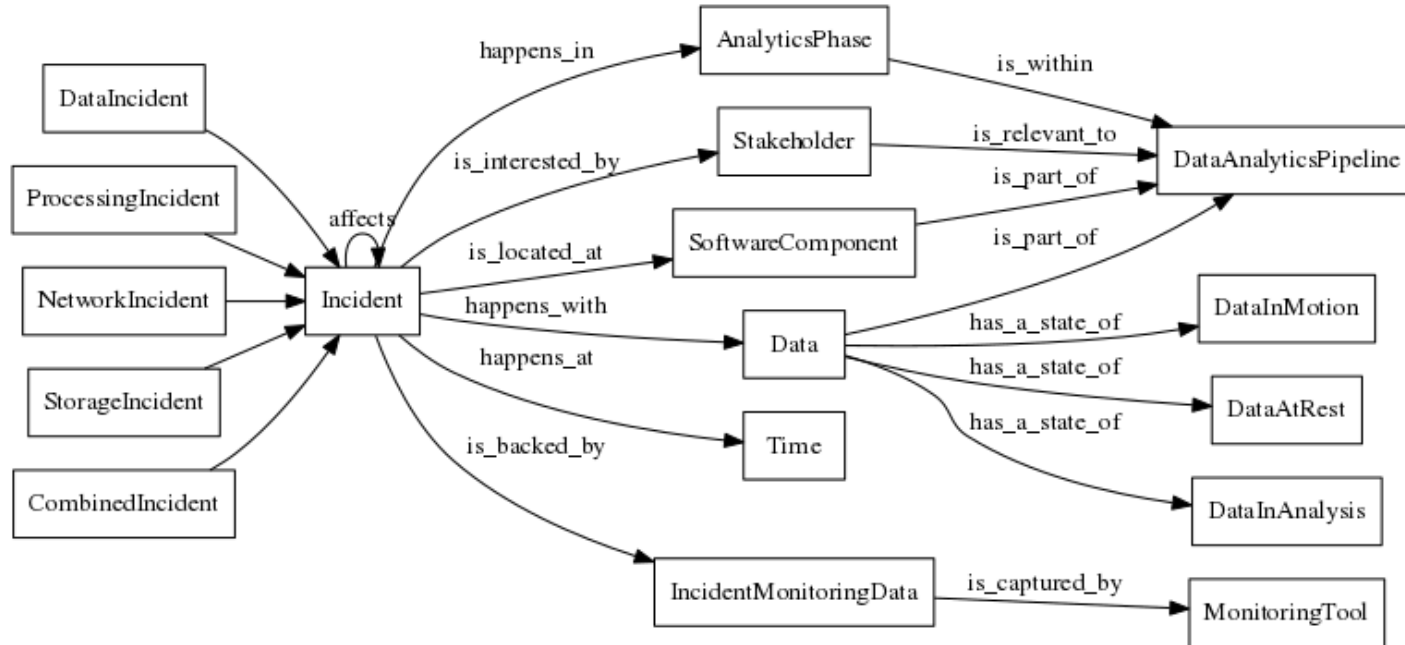 AnalyticsPhase
happens_in
is_within
DataIncident
Stakeholder
is_relevant_to
DataAnalyticsPipeline
is_interested_by
is_part_of
ProcessingIncident
affects
SoftwareComponent
is_located_at
is_part_of
NetworkIncident
Incident
happens_with
DataInMotion
has_a_state_of
Data
happens_at
has_a_state_of
StorageIncident
DataAtRest
has_a_state_of
is_backed_by
Time
CombinedIncident
DataInAnalysis
IncidentMonitoringData
is_captured_by
MonitoringTool